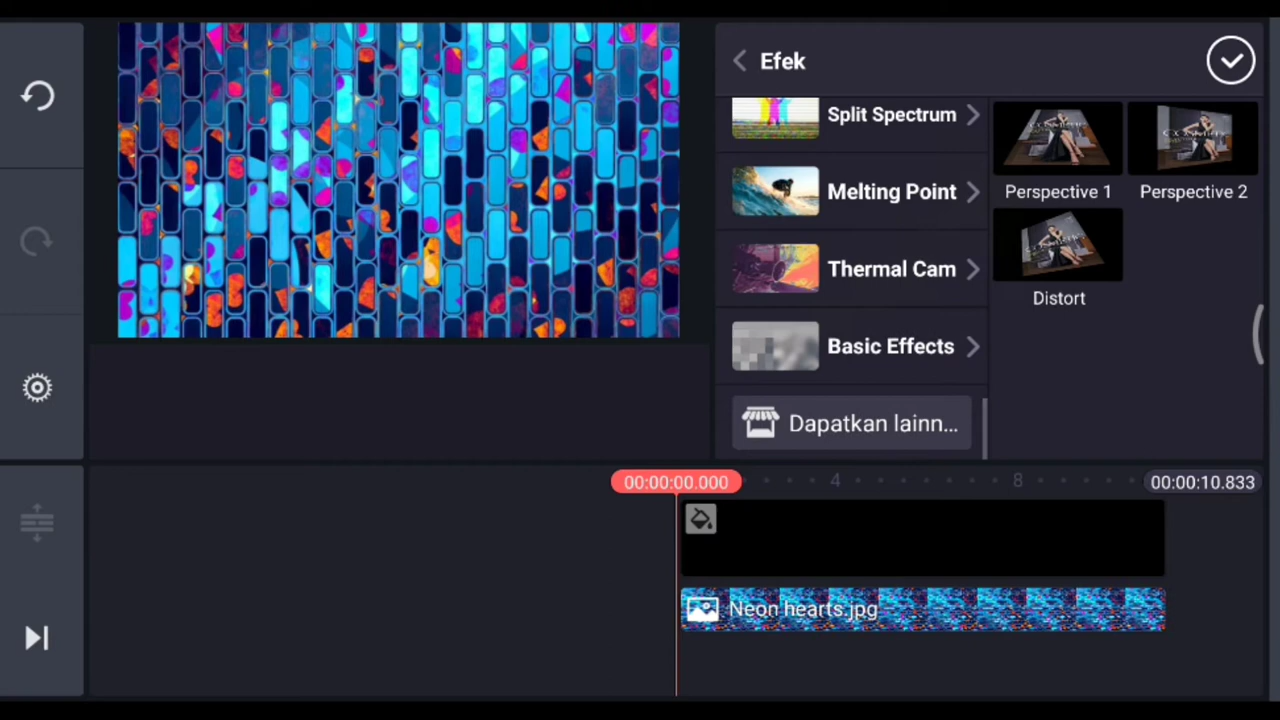 Efek
Split Spectrum
Melting Point
Thermal Cam
Basic Effects
Dapatkan lainn...
Perspective 1
Perspective 2
Distort
00:00:00.000
4
8
00:00:10.833
Neon hearts.jpg